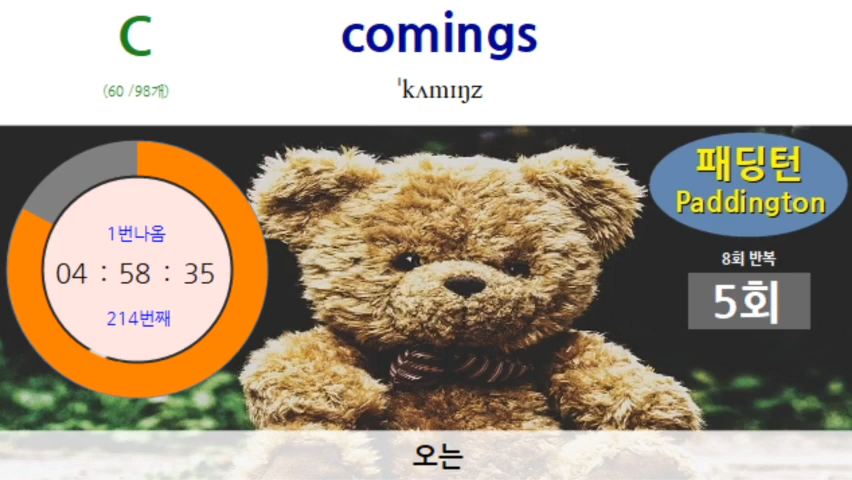 C
comings
(60 /98개)
ˈkʌmɪŋz
패딩턴
Paddington
1번나옴
04 : 58 : 35
214번째
8회 반복
5회
오는